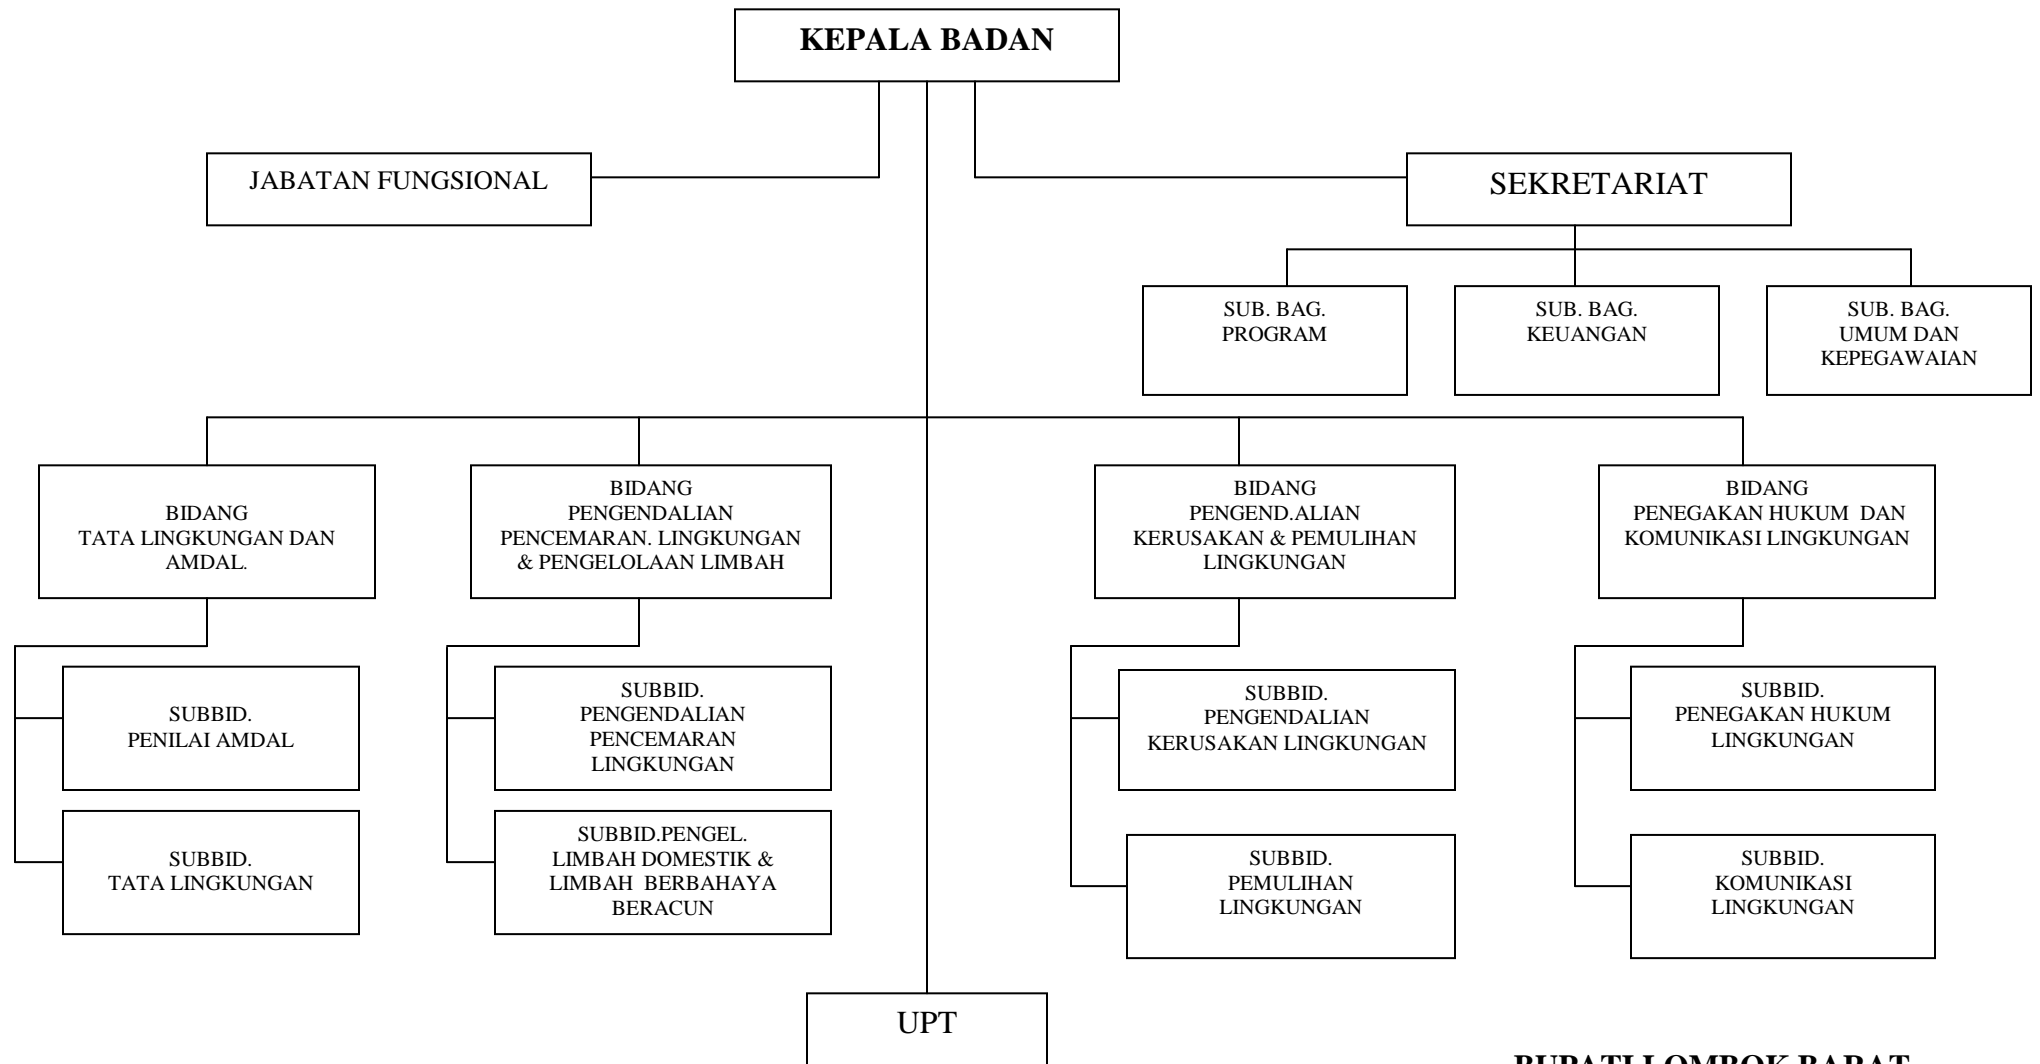 KEPALA BADAN
JABATAN FUNGSIONAL
SEKRETARIAT
SUB. BAG.
PROGRAM
SUB. BAG.
KEUANGAN
SUB. BAG.
UMUM DAN
KEPEGAWAIAN
BIDANG
TATA LINGKUNGAN DAN
AMDAL.
BIDANG
PENGENDALIAN
PENCEMARAN. LINGKUNGAN
& PENGELOLAAN LIMBAH
BIDANG
PENGEND.ALIAN
KERUSAKAN & PEMULIHAN
LINGKUNGAN
BIDANG
PENEGAKAN HUKUM  DAN
KOMUNIKASI LINGKUNGAN
SUBBID.
PENILAI AMDAL
SUBBID.
PENGENDALIAN
PENCEMARAN
LINGKUNGAN
SUBBID.
PENGENDALIAN
KERUSAKAN LINGKUNGAN
SUBBID.
PENEGAKAN HUKUM
LINGKUNGAN
SUBBID.
TATA LINGKUNGAN
SUBBID.PENGEL.
LIMBAH DOMESTIK &
LIMBAH  BERBAHAYA
BERACUN
SUBBID.
PEMULIHAN
LINGKUNGAN
SUBBID.
KOMUNIKASI
LINGKUNGAN
UPT
BUPATI LOMBOK BARAT